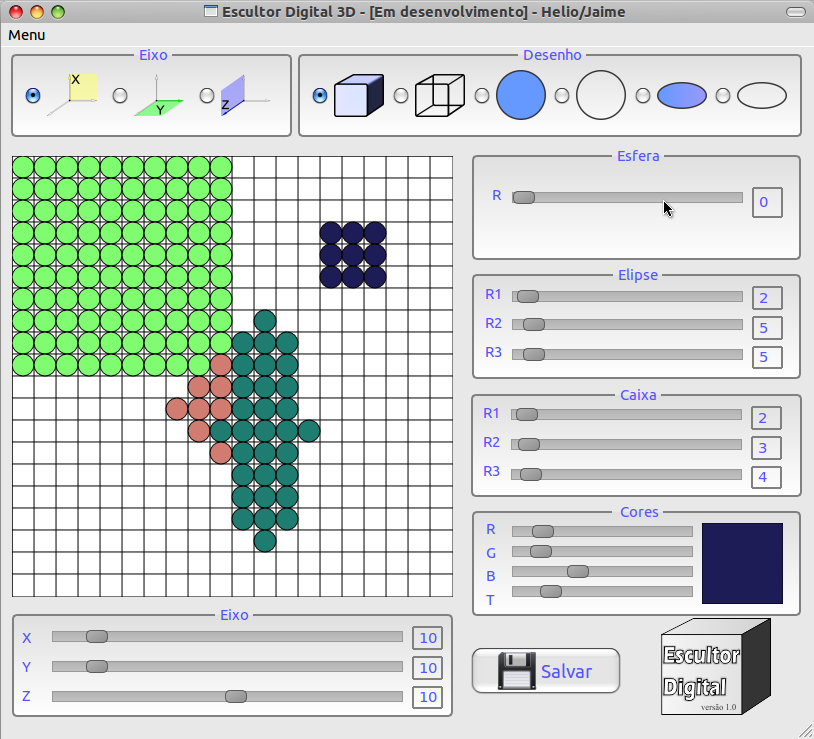 Escultor Digital 3D - [Em desenvolvimento] - Helio/Jaime
Menu
Eixo
X
Y
Z
Desenho
Esfera
R
0
Elipse
R1
2
R2
5
R3
5
Caixa
R1
2
R2
3
R3
4
Cores
R
G
B
T
Eixo
X
10
Y
10
Z
10
Salvar
Escultor
Digital
versão 1.0